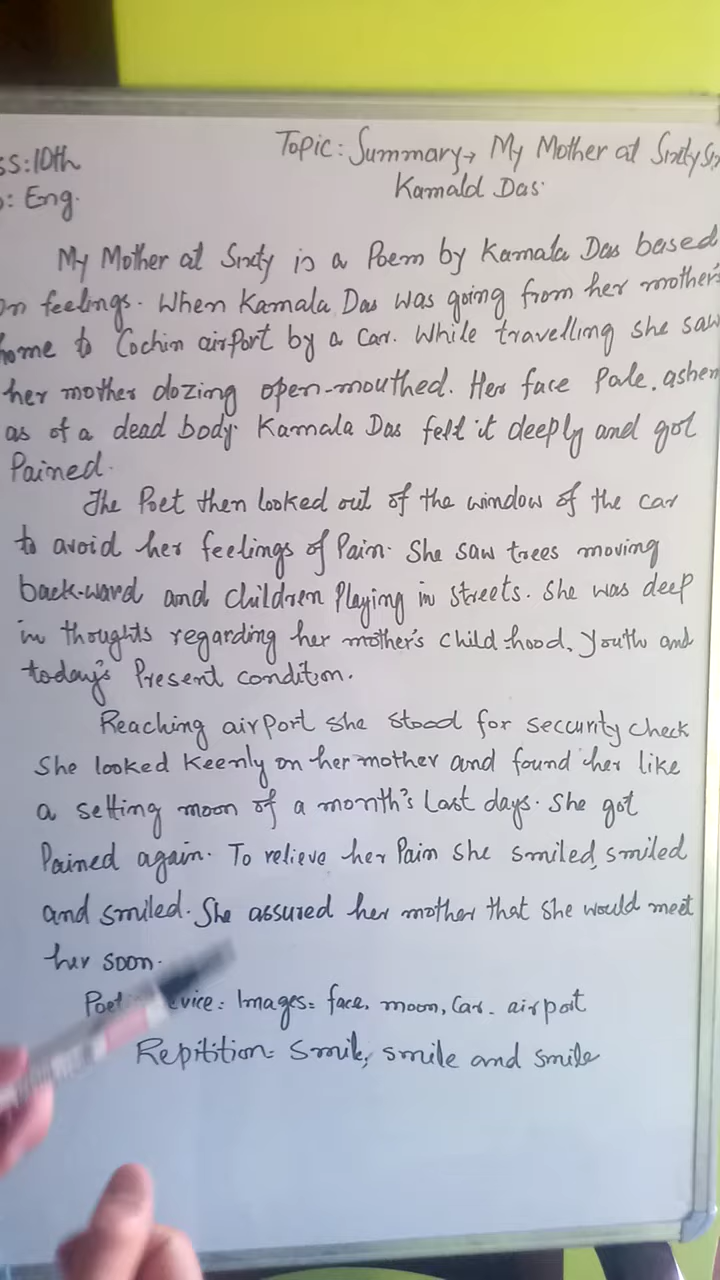 ss: 10th
: Eng.
Topic: Summary → My Mother at Sixty Six
Kamald Das.
My Mother at Sixty is a Poem by Kamala Das based
on feelings. When Kamala Das was going from her mother's
home to Cochin airport by a car. While travelling she saw
her mother dozing open-mouthed. Her face Pale, ashen
as of a dead body. Kamala Das felt it deeply and got
Pained.
The Poet then looked out of the window of the car
to avoid her feelings of Pain. She saw trees moving
back-ward and children Playing in streets. She was deep
in thoughts regarding her mother's child-hood, Youth and
today's Present condition.
Reaching airport she stood for security check
She looked keenly on her mother and found her like
a setting moon of a month's last days. She got
Pained again. To relieve her Pain she smiled, smiled
and smiled. She assured her mother that she would meet
her soon.
Poet vice: Images = face, moon, Car. airport
Repitition = Smile, smile and smile